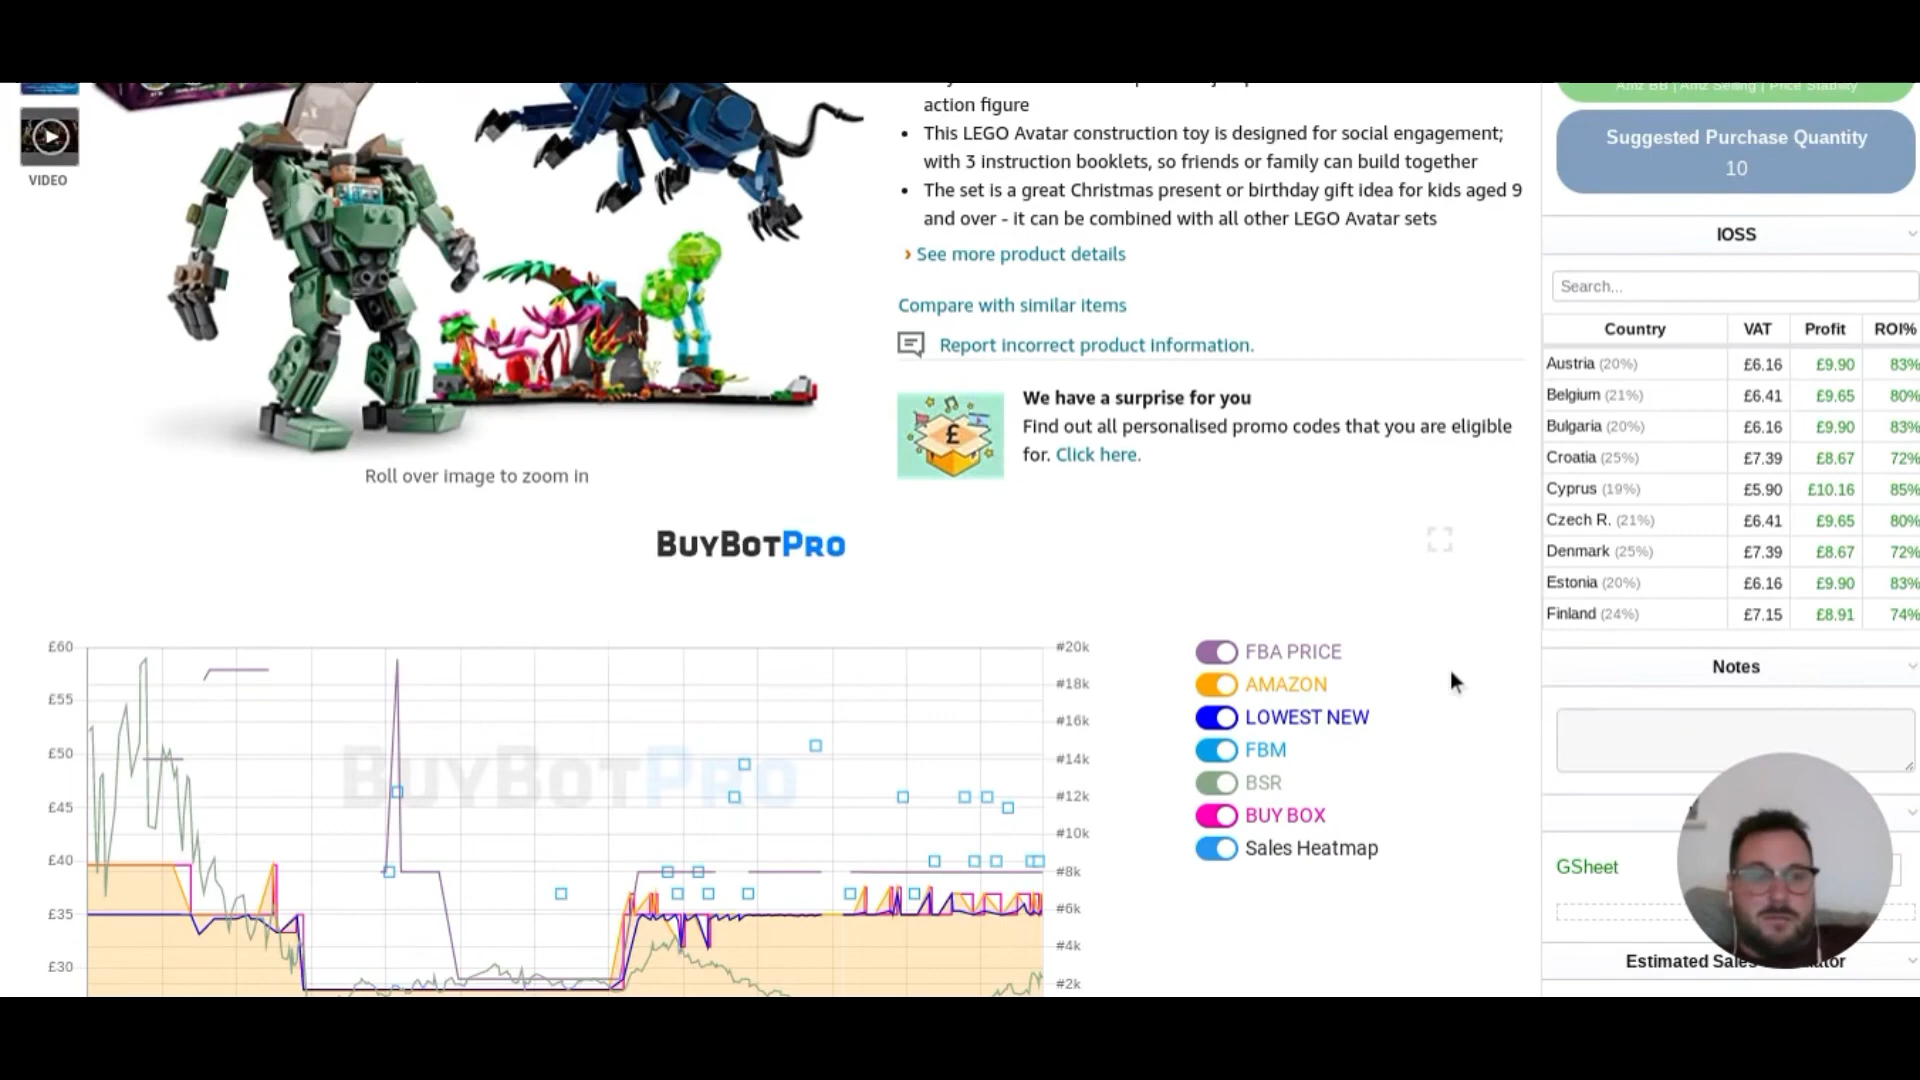 VIDEO
action figure
This LEGO Avatar construction toy is designed for social engagement;
with 3 instruction booklets, so friends or family can build together
The set is a great Christmas present or birthday gift idea for kids aged 9
and over - it can be combined with all other LEGO Avatar sets
› See more product details
Compare with similar items
Report incorrect product information.
We have a surprise for you
Find out all personalised promo codes that you are eligible
for. Click here.
Roll over image to zoom in
BUYBOTPRO
BUYBOTPRO
£60
£55
£50
£45
£40
£35
£30
#20k
#18k
#16k
#14k
#12k
#10k
#8k
#6k
#4k
#2k
FBA PRICE
AMAZON
LOWEST NEW
FBM
BSR
BUY BOX
Sales Heatmap
Amz BB | Amz Selling | Price Stability
Suggested Purchase Quantity
10
IOSS
Search...
Country VAT Profit ROI%
Austria (20%) £6.16 £9.90 83%
Belgium (21%) £6.41 £9.65 80%
Bulgaria (20%) £6.16 £9.90 83%
Croatia (25%) £7.39 £8.67 72%
Cyprus (19%) £5.90 £10.16 85%
Czech R. (21%) £6.41 £9.65 80%
Denmark (25%) £7.39 £8.67 72%
Estonia (20%) £6.16 £9.90 83%
Finland (24%) £7.15 £8.91 74%
Notes
GSheet
Estimated